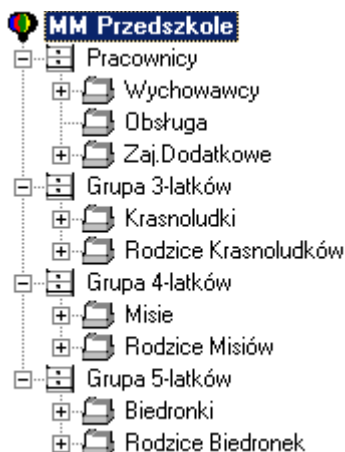 MM Przedszkole
Pracownicy
Wychowawcy
Obsługa
Zaj.Dodatkowe
Grupa 3-latków
Krasnoludki
Rodzice Krasnoludków
Grupa 4-latków
Misie
Rodzice Misiów
Grupa 5-latków
Biedronki
Rodzice Biedronek